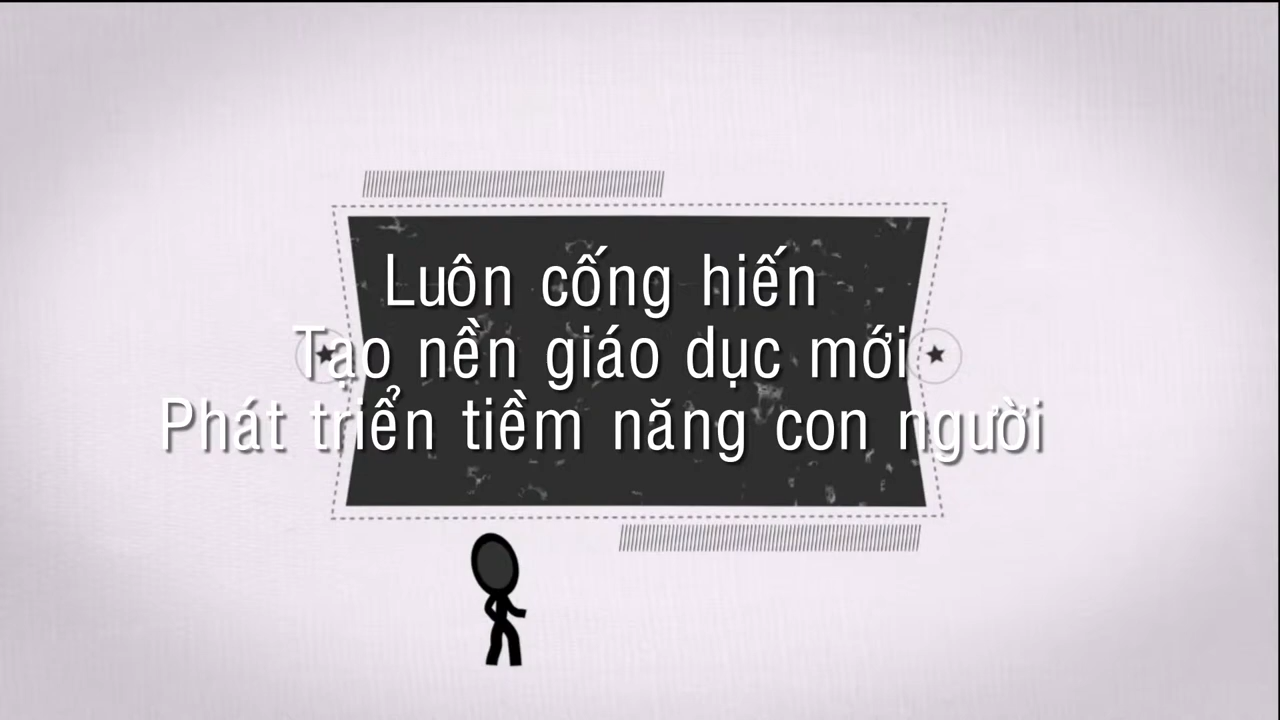 Luôn cống hiến
Tạo nền giáo dục mới
Phát triển tiềm năng con người